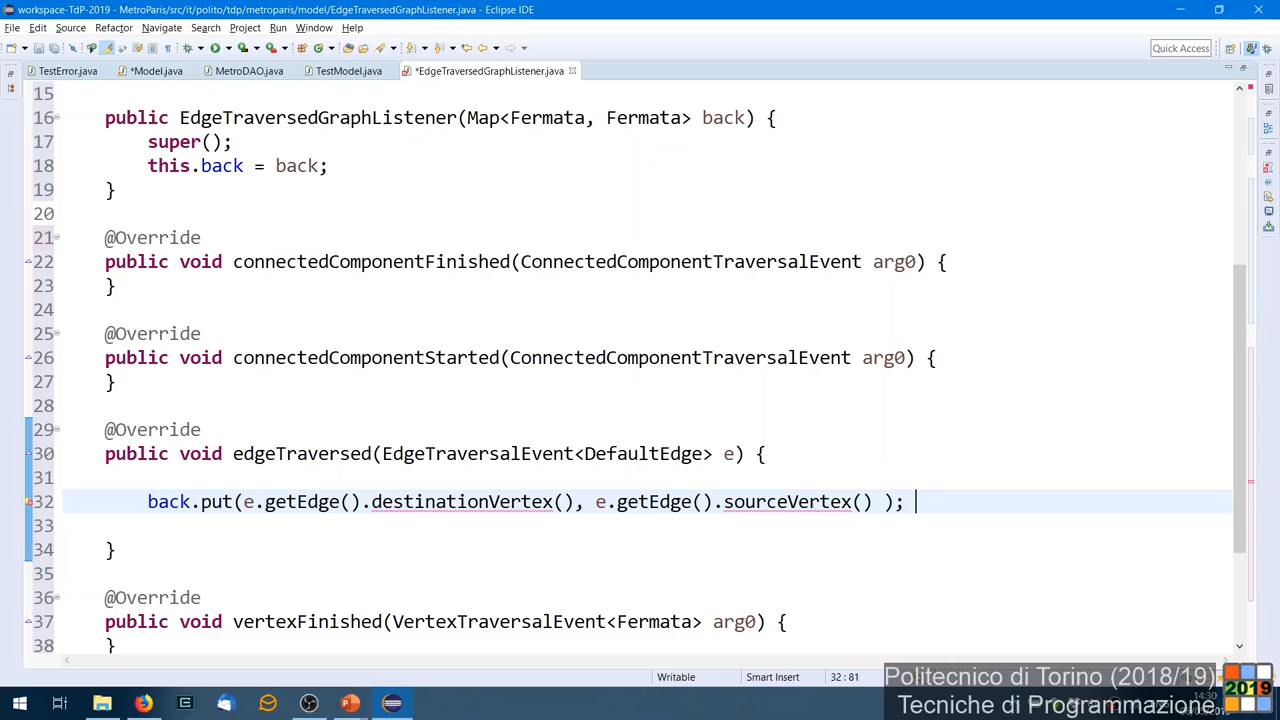 workspace-TdP-2019 - MetroParis/src/it/polito/tdp/metroparis/model/EdgeTraversedGraphListener.java - Eclipse IDE
File Edit Source Refactor Navigate Search Project Run Window Help
Quick Access
TestError.java *Model.java MetroDAO.java TestModel.java *EdgeTraversedGraphListener.java
15
16 public EdgeTraversedGraphListener(Map<Fermata, Fermata> back) {
17 super();
18 this.back = back;
19 }
20
21 @Override
22 public void connectedComponentFinished(ConnectedComponentTraversalEvent arg0) {
23 }
24
25 @Override
26 public void connectedComponentStarted(ConnectedComponentTraversalEvent arg0) {
27 }
28
29 @Override
30 public void edgeTraversed(EdgeTraversalEvent<DefaultEdge> e) {
31
32 back.put(e.getEdge().destinationVertex(), e.getEdge().sourceVertex() );
33
34 }
35
36 @Override
37 public void vertexFinished(VertexTraversalEvent<Fermata> arg0) {
38 }
Writable Smart Insert 32 : 81
Politecnico di Torino (2018/19)
Tecniche di Programmazione
2019
14:30